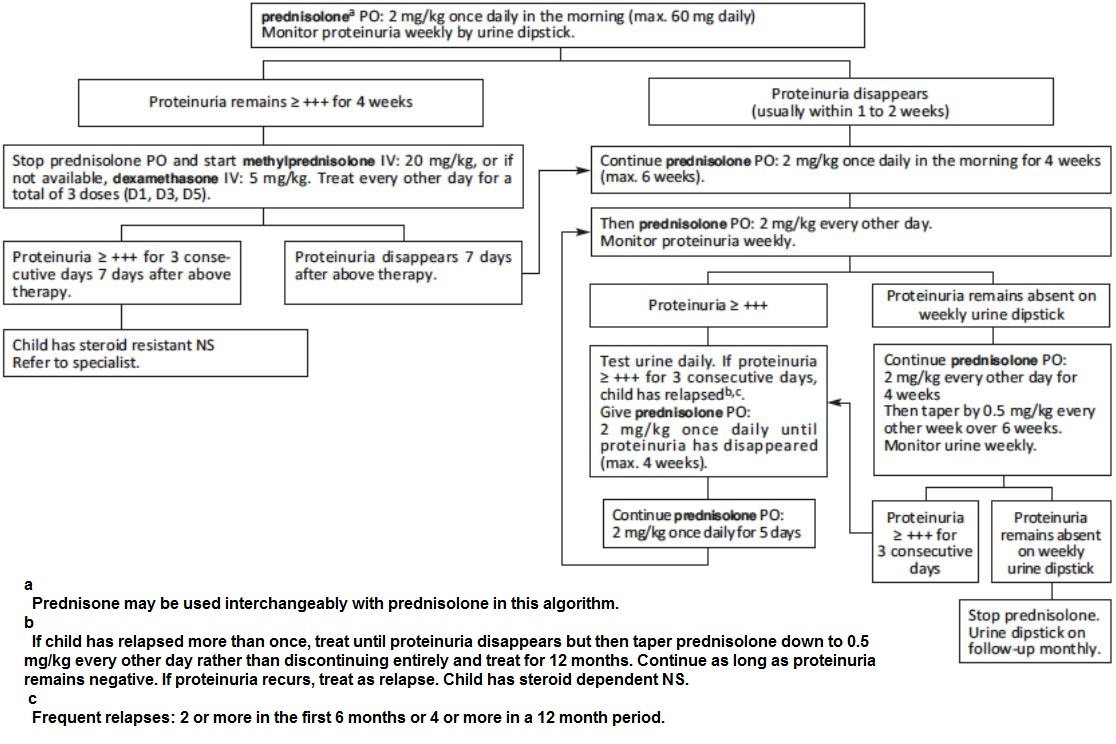 prednisoloneᵃ PO: 2 mg/kg once daily in the morning (max. 60 mg daily)
Monitor proteinuria weekly by urine dipstick.
Proteinuria remains ≥ +++ for 4 weeks
Proteinuria disappears
(usually within 1 to 2 weeks)
Stop prednisolone PO and start methylprednisolone IV: 20 mg/kg, or if
not available, dexamethasone IV: 5 mg/kg. Treat every other day for a
total of 3 doses (D1, D3, D5).
Continue prednisolone PO: 2 mg/kg once daily in the morning for 4 weeks
(max. 6 weeks).
Then prednisolone PO: 2 mg/kg every other day.
Monitor proteinuria weekly.
Proteinuria ≥ +++ for 3 conse-
cutive days 7 days after above
therapy.
Proteinuria disappears 7 days
after above therapy.
Child has steroid resistant NS
Refer to specialist.
Proteinuria ≥ +++
Proteinuria remains absent on
weekly urine dipstick
Test urine daily. If proteinuria
≥ +++ for 3 consecutive days,
child has relapsedᵇ,ᶜ.
Give prednisolone PO:
2 mg/kg once daily until
proteinuria has disappeared
(max. 4 weeks).
Continue prednisolone PO:
2 mg/kg every other day for
4 weeks
Then taper by 0.5 mg/kg every
other week over 6 weeks.
Monitor urine weekly.
Continue prednisolone PO:
2 mg/kg once daily for 5 days
Proteinuria
≥ +++ for
3 consecutive
days
Proteinuria
remains absent
on weekly
urine dipstick
Stop prednisolone.
Urine dipstick on
follow-up monthly.
a
Prednisone may be used interchangeably with prednisolone in this algorithm.
b
If child has relapsed more than once, treat until proteinuria disappears but then taper prednisolone down to 0.5
mg/kg every other day rather than discontinuing entirely and treat for 12 months. Continue as long as proteinuria
remains negative. If proteinuria recurs, treat as relapse. Child has steroid dependent NS.
c
Frequent relapses: 2 or more in the first 6 months or 4 or more in a 12 month period.